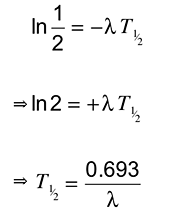 ln 1/2 = −λ T½
⇒ ln 2 = +λ T½
⇒ T½ = 0.693/λ